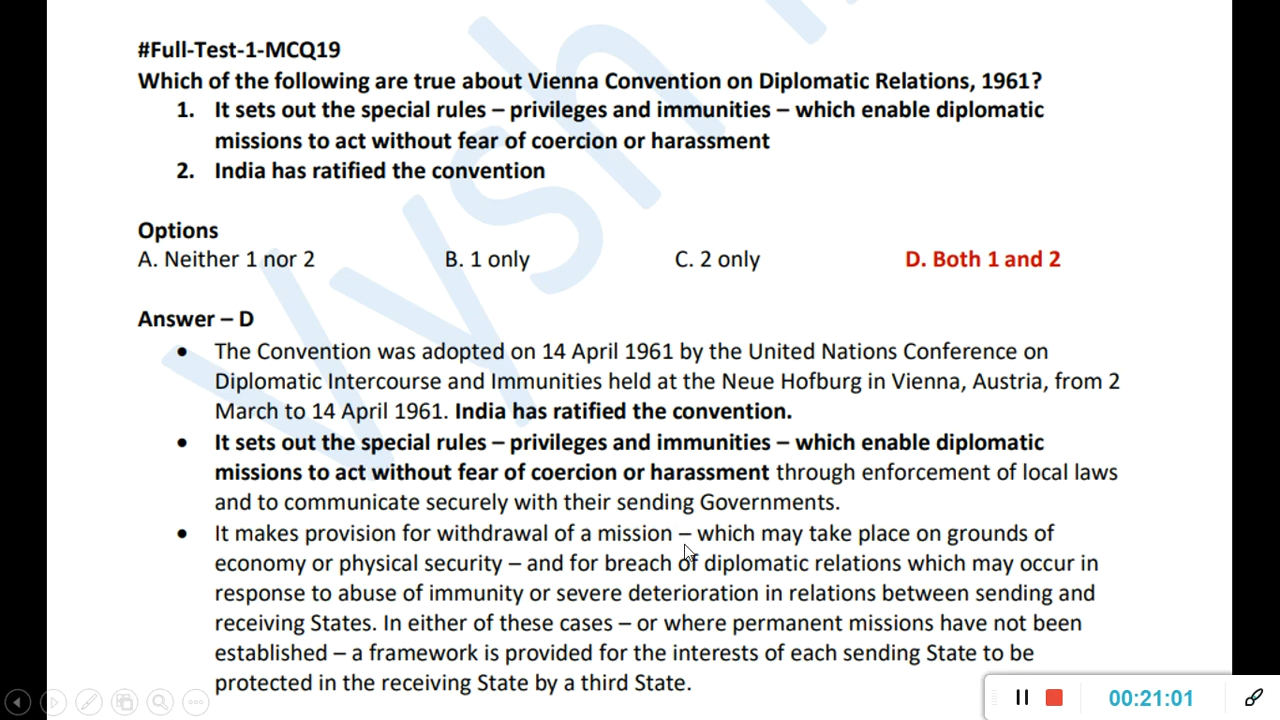 #Full-Test-1-MCQ19
Which of the following are true about Vienna Convention on Diplomatic Relations, 1961?
1. It sets out the special rules – privileges and immunities – which enable diplomatic
missions to act without fear of coercion or harassment
2. India has ratified the convention
Options
A. Neither 1 nor 2 B. 1 only C. 2 only D. Both 1 and 2
Answer – D
• The Convention was adopted on 14 April 1961 by the United Nations Conference on
Diplomatic Intercourse and Immunities held at the Neue Hofburg in Vienna, Austria, from 2
March to 14 April 1961. India has ratified the convention.
• It sets out the special rules – privileges and immunities – which enable diplomatic
missions to act without fear of coercion or harassment through enforcement of local laws
and to communicate securely with their sending Governments.
• It makes provision for withdrawal of a mission – which may take place on grounds of
economy or physical security – and for breach of diplomatic relations which may occur in
response to abuse of immunity or severe deterioration in relations between sending and
receiving States. In either of these cases – or where permanent missions have not been
established – a framework is provided for the interests of each sending State to be
protected in the receiving State by a third State.
00:21:01